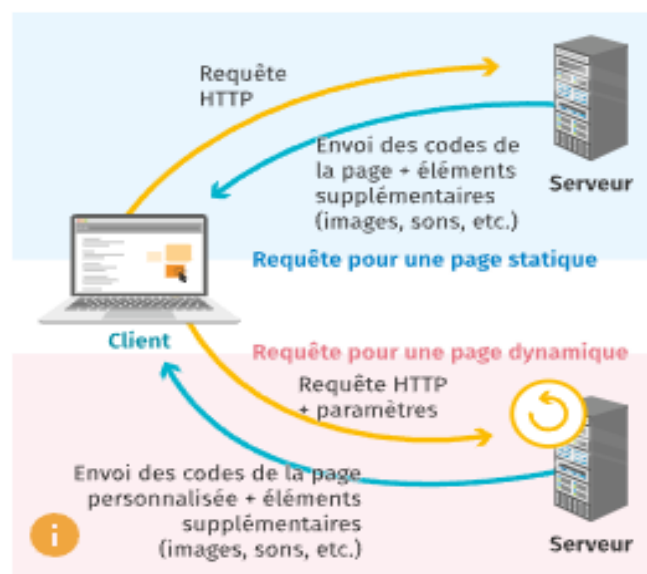 Requête
HTTP
Envoi des codes de
la page + éléments
supplémentaires
(images, sons, etc.)
Serveur
Requête pour une page statique
Client
Requête pour une page dynamique
Requête HTTP
+ paramètres
Envoi des codes de la page
personnalisée + éléments
supplémentaires
(images, sons, etc.)
Serveur
i